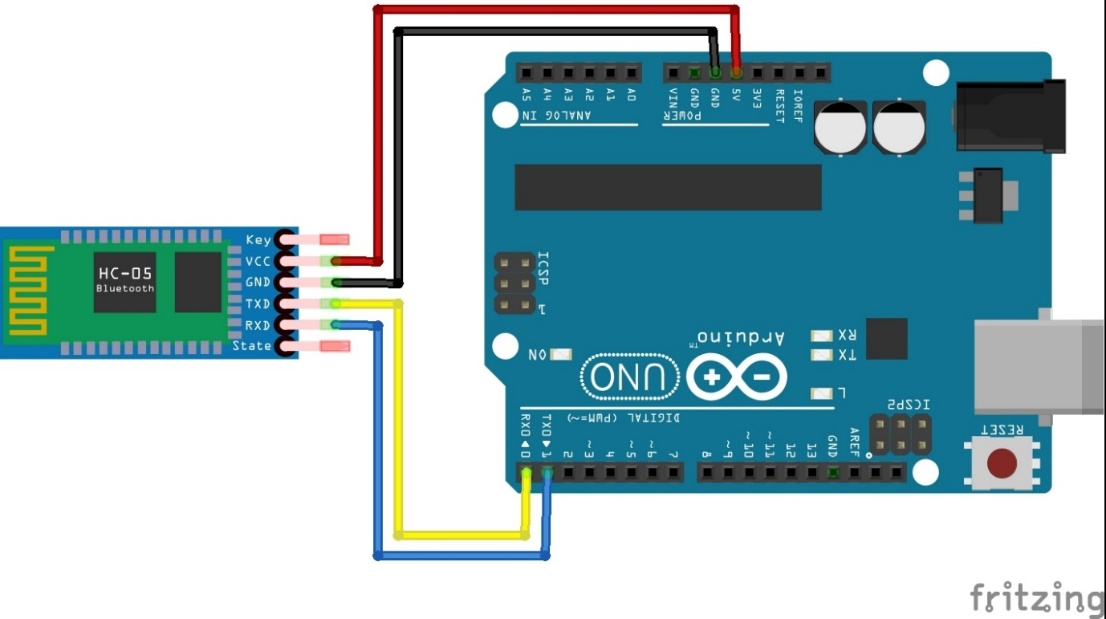 A5 A4 A3 A2 A1 A0
ANALOG IN
VIN GND GND 5V 3V3 RESET IOREF
POWER
Key
VCC
GND
TXD
RXD
State
HC-05
Bluetooth
ICSP
1
ON
UNO
Arduino
TM
RX
TX
L
ICSP2
DIGITAL (PWM=~)
RX0 ◄ 0 TX0 ► 1 2 ~3 4 ~5 ~6 7 8 ~9 ~10 ~11 12 13 GND AREF
RESET
fritzing